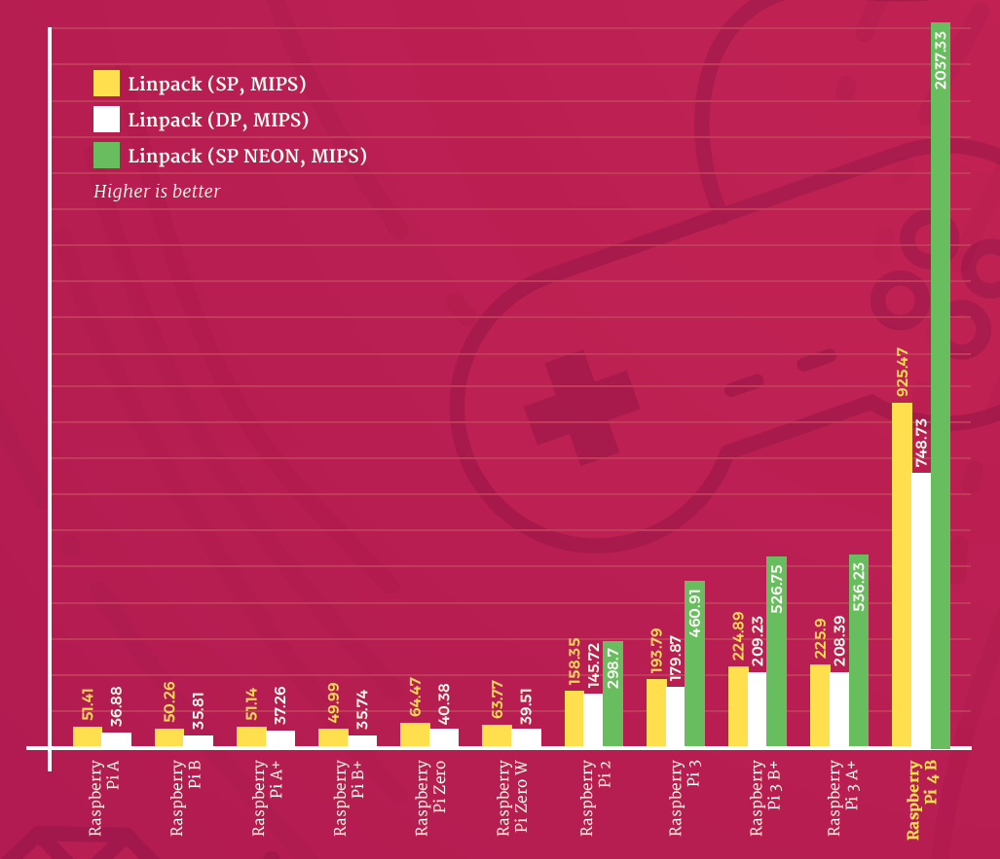 Linpack (SP, MIPS)
Linpack (DP, MIPS)
Linpack (SP NEON, MIPS)
Higher is better
51.41
36.88
50.26
35.81
51.14
37.26
49.99
35.74
64.47
40.38
63.77
39.51
158.35
145.72
298.7
193.79
179.87
460.91
224.89
209.23
526.75
225.9
208.39
536.23
925.47
748.73
2037.33
Raspberry
Pi A
Raspberry
Pi B
Raspberry
Pi A+
Raspberry
Pi B+
Raspberry
Pi Zero
Raspberry
Pi Zero W
Raspberry
Pi 2
Raspberry
Pi 3
Raspberry
Pi 3 B+
Raspberry
Pi 3 A+
Raspberry
Pi 4 B